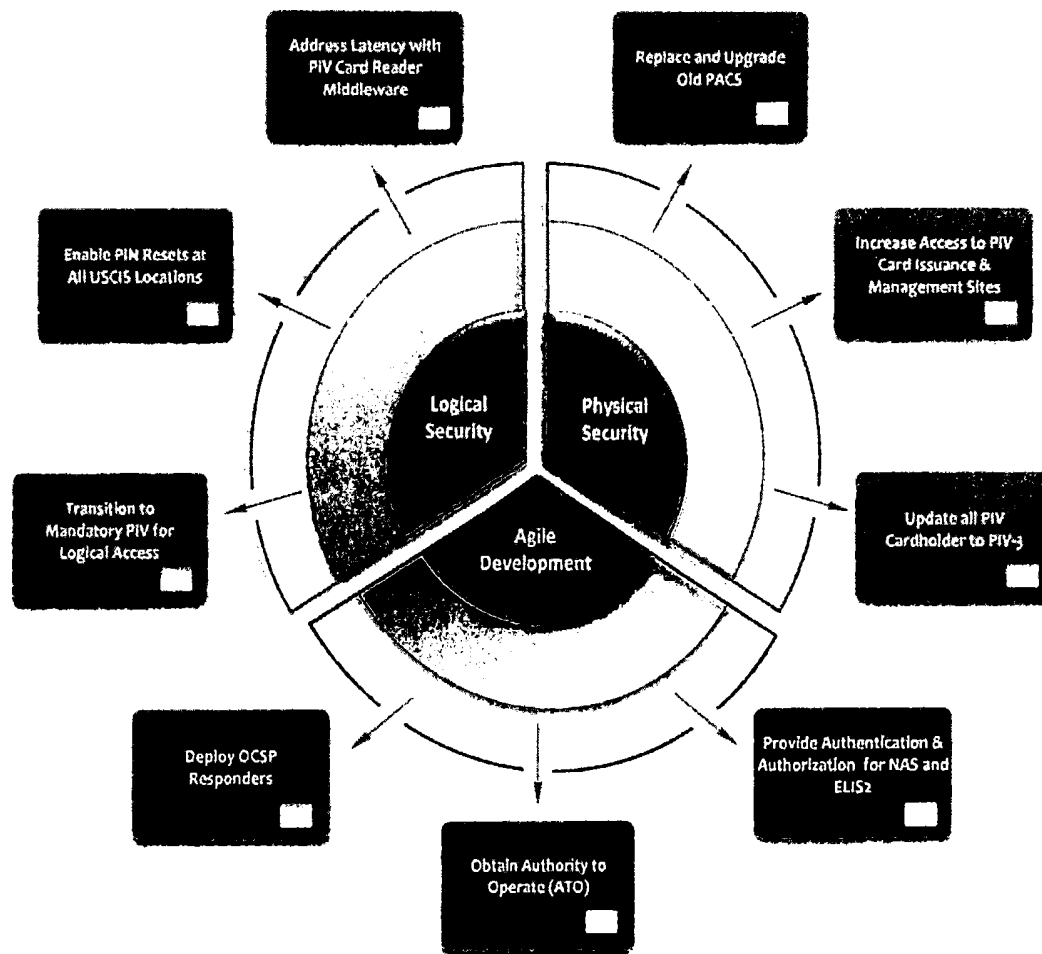 Address Latency with
PIV Card Reader
Middleware
Replace and Upgrade
Old PACS
Enable PIN Resets at
All USCIS Locations
Increase Access to PIV
Card Issuance &
Management Sites
Logical
Security
Physical
Security
Transition to
Mandatory PIV for
Logical Access
Update all PIV
Cardholder to PIV-3
Agile
Development
Deploy OCSP
Responders
Provide Authentication &
Authorization for NAS and
ELIS2
Obtain Authority to
Operate (ATO)